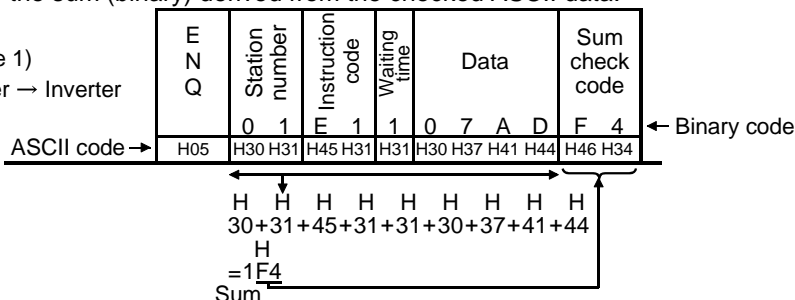 the sum (binary) derived from the checked ASCII data.
e 1)
er → Inverter
E N Q
Station number
Instruction code
Waiting time
Data
Sum check code
0 1 E 1 1 0 7 A D F 4 ← Binary code
ASCII code → H05 H30 H31 H45 H31 H31 H30 H37 H41 H44 H46 H34
H H H H H H H H H
30+31+45+31+31+30+37+41+44
H
=1F4
Sum